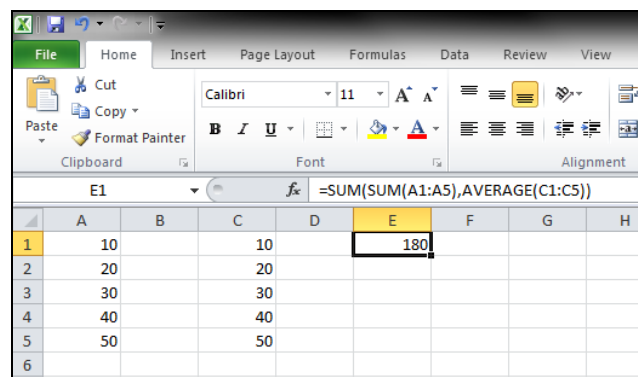 File Home Insert Page Layout Formulas Data Review View
Cut
Copy
Format Painter
Paste
Calibri 11 A A
B I U A
Clipboard Font Alignment
E1 fx =SUM(SUM(A1:A5),AVERAGE(C1:C5))
A B C D E F G H
1 10 10 180
2 20 20
3 30 30
4 40 40
5 50 50
6